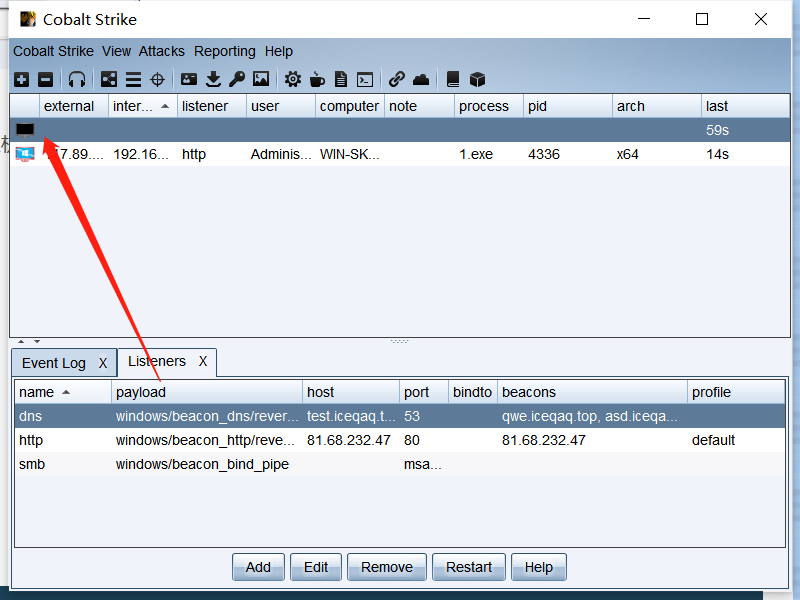 Cobalt Strike
Cobalt Strike View Attacks Reporting Help
external inter... listener user computer note process pid arch last
59s
7.89.... 192.16... http Adminis... WIN-SK... 1.exe 4336 x64 14s
Event Log X Listeners X
name payload host port bindto beacons profile
dns windows/beacon_dns/rever... test.iceqaq.t... 53 qwe.iceqaq.top, asd.iceqa...
http windows/beacon_http/reve... 81.68.232.47 80 81.68.232.47 default
smb windows/beacon_bind_pipe msa...
Add Edit Remove Restart Help